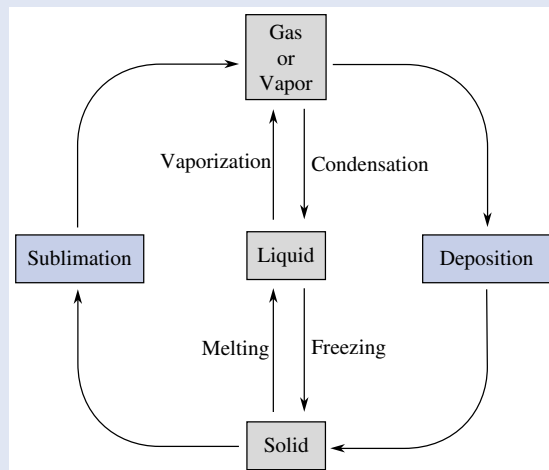 Gas
or
Vapor
Vaporization
Condensation
Sublimation
Liquid
Deposition
Melting
Freezing
Solid